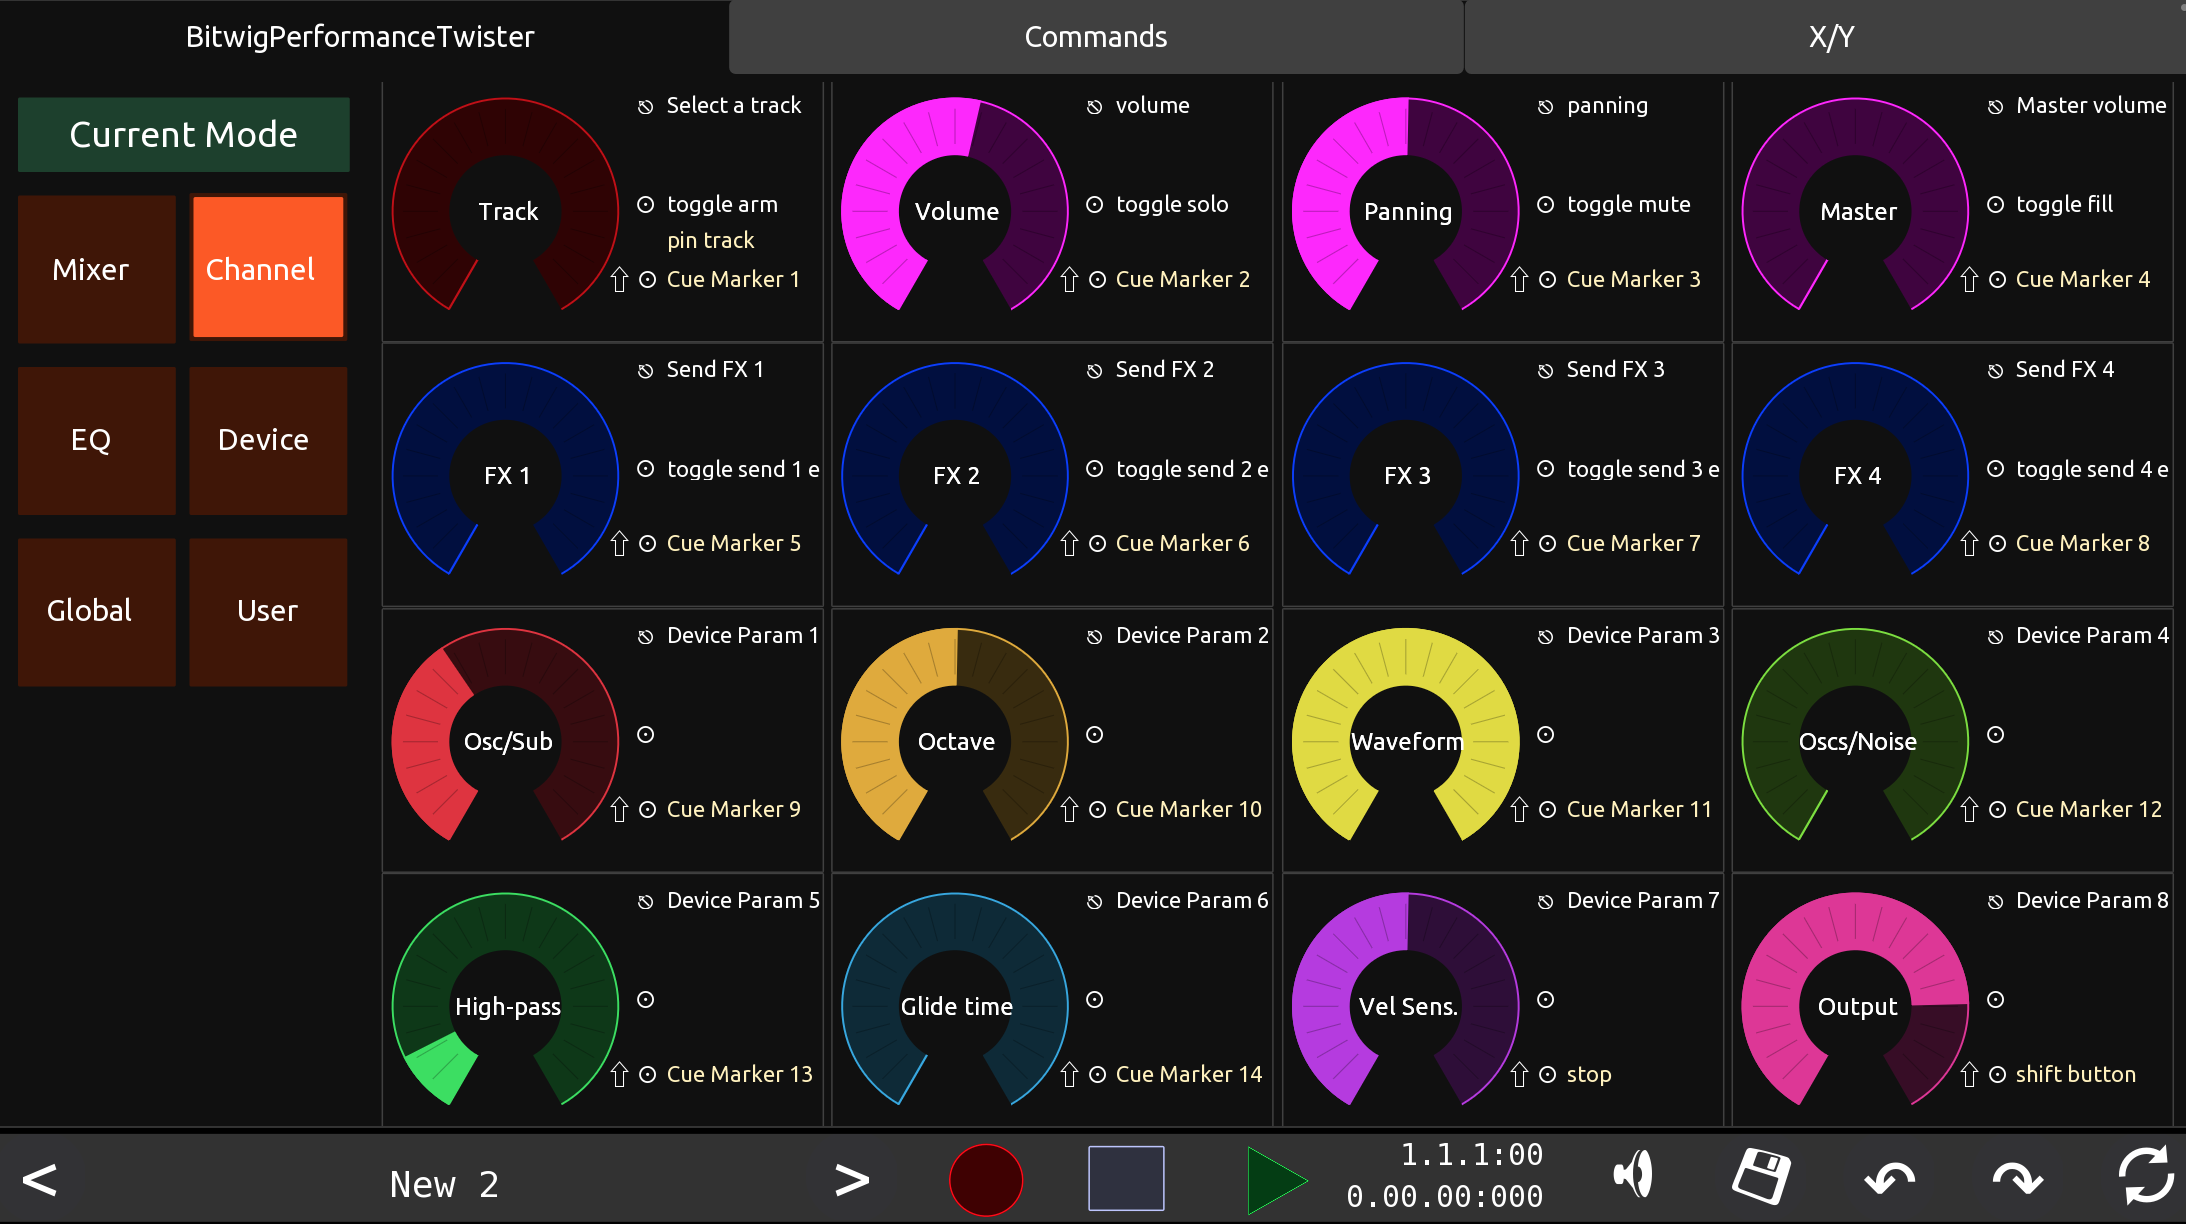 BitwigPerformanceTwister
Commands
X/Y
Current Mode
Mixer
Channel
EQ
Device
Global
User
Track
Select a track
toggle arm
pin track
Cue Marker 1
Volume
volume
toggle solo
Cue Marker 2
Panning
panning
toggle mute
Cue Marker 3
Master
Master volume
toggle fill
Cue Marker 4
FX 1
Send FX 1
toggle send 1 e
Cue Marker 5
FX 2
Send FX 2
toggle send 2 e
Cue Marker 6
FX 3
Send FX 3
toggle send 3 e
Cue Marker 7
FX 4
Send FX 4
toggle send 4 e
Cue Marker 8
Osc/Sub
Device Param 1
Cue Marker 9
Octave
Device Param 2
Cue Marker 10
Waveform
Device Param 3
Cue Marker 11
Oscs/Noise
Device Param 4
Cue Marker 12
High-pass
Device Param 5
Cue Marker 13
Glide time
Device Param 6
Cue Marker 14
Vel Sens.
Device Param 7
stop
Output
Device Param 8
shift button
< New 2 >
1.1.1:00
0.00.00:000